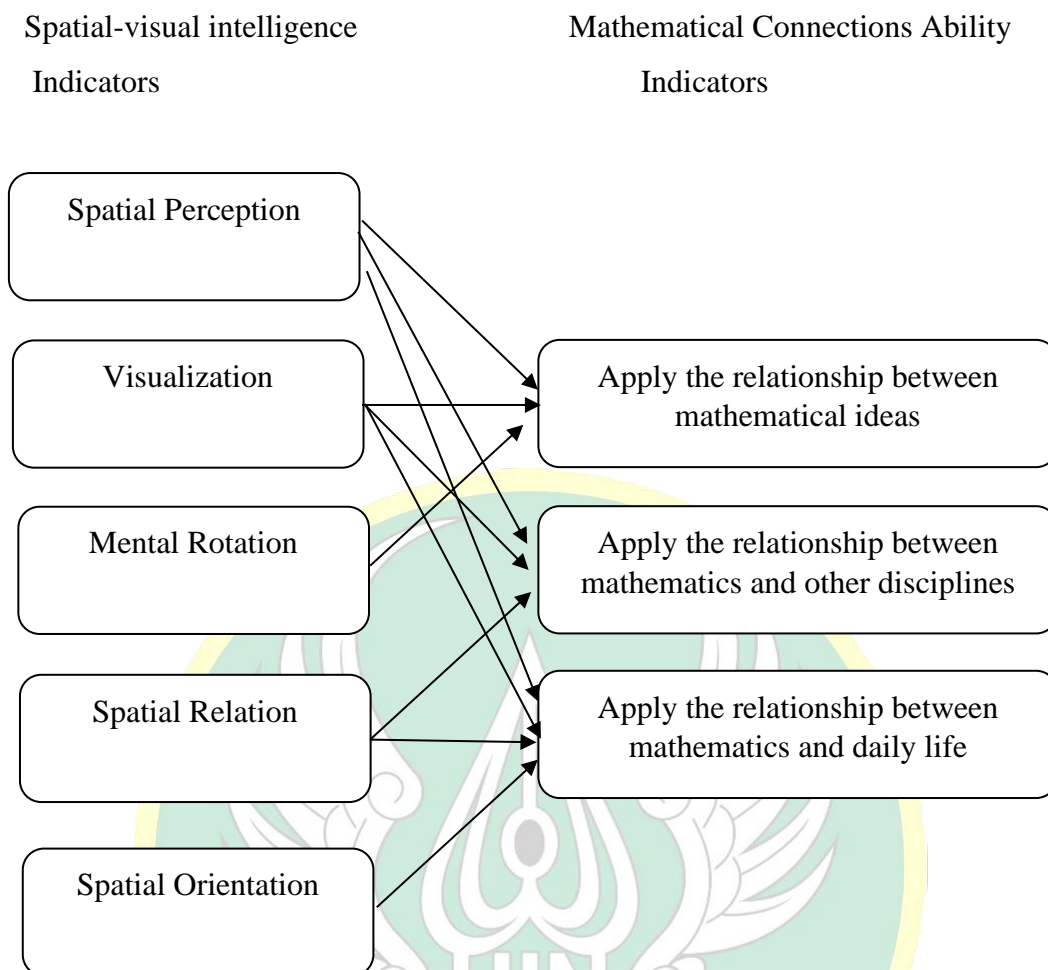 Spatial-visual intelligence
Indicators
Mathematical Connections Ability
Indicators
Spatial Perception
Visualization
Mental Rotation
Spatial Relation
Spatial Orientation
Apply the relationship between
mathematical ideas
Apply the relationship between
mathematics and other disciplines
Apply the relationship between
mathematics and daily life